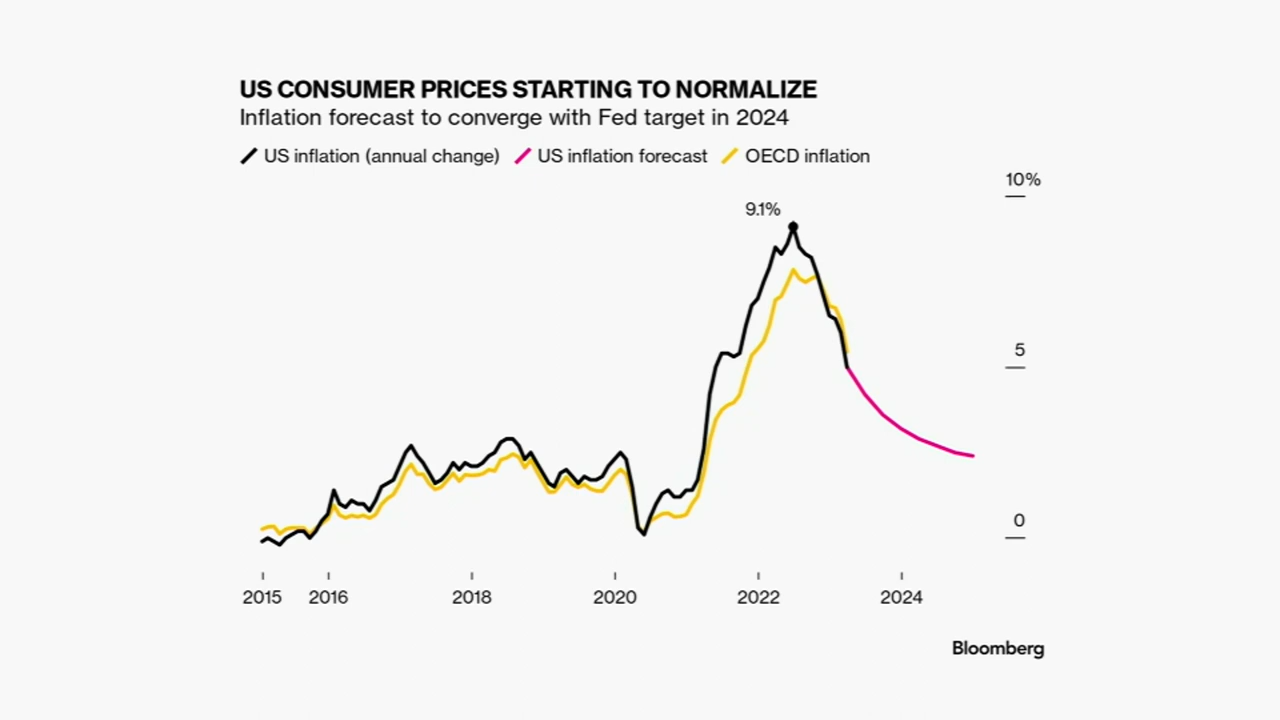 US CONSUMER PRICES STARTING TO NORMALIZE
Inflation forecast to converge with Fed target in 2024
US inflation (annual change) US inflation forecast OECD inflation
10%
9.1%
5
0
2015 2016 2018 2020 2022 2024
Bloomberg